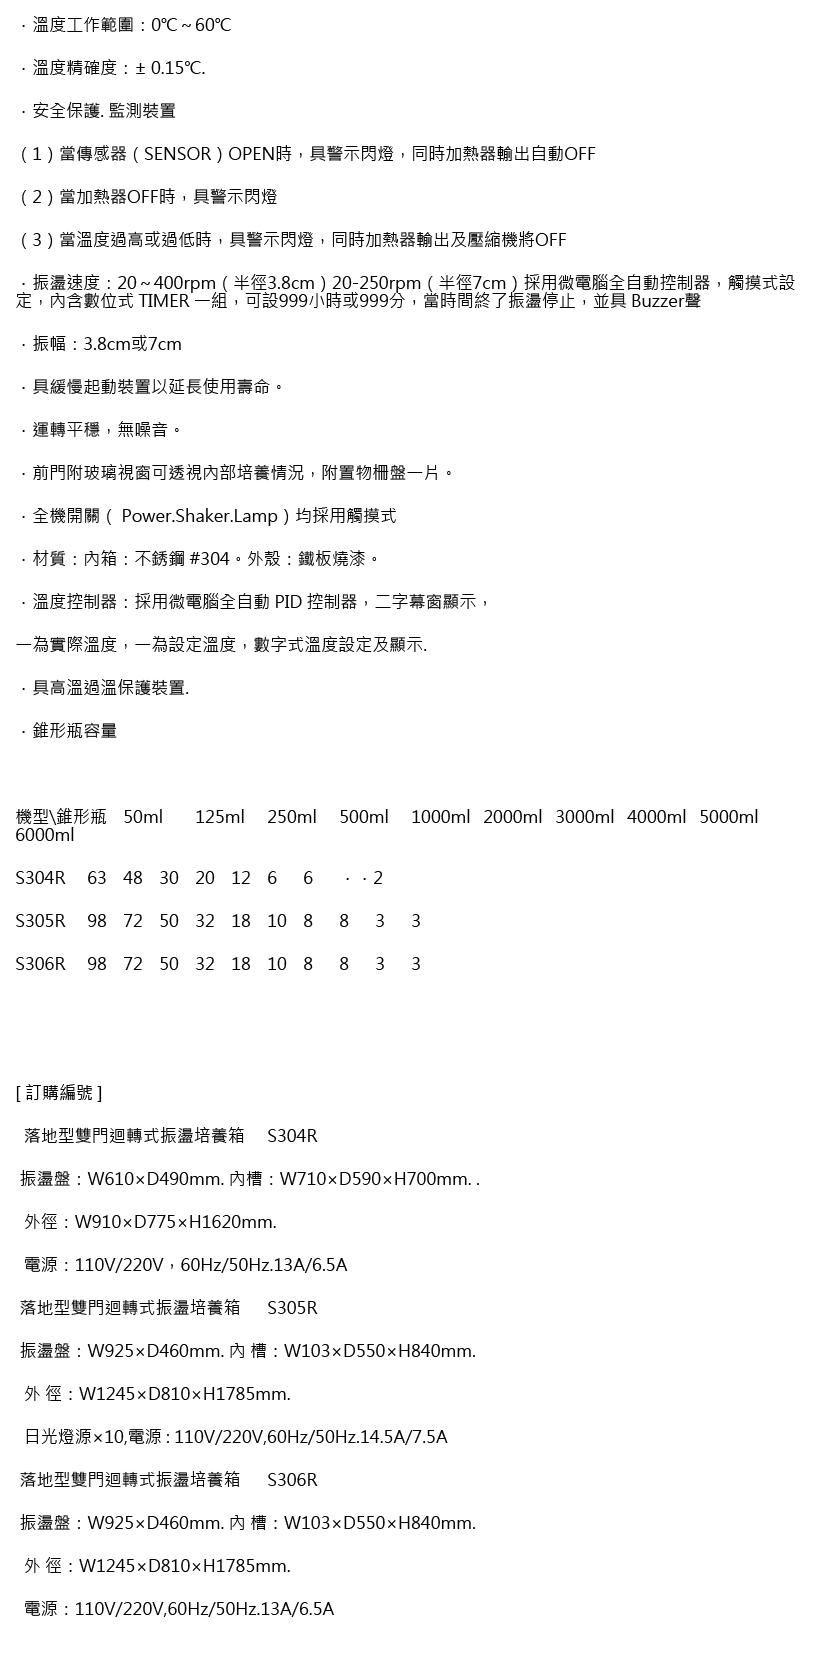 ．溫度工作範圍：0℃～60℃
．溫度精確度：± 0.15℃.
．安全保護. 監測裝置
（1）當傳感器（SENSOR）OPEN時，具警示閃燈，同時加熱器輸出自動OFF
（2）當加熱器OFF時，具警示閃燈
（3）當溫度過高或過低時，具警示閃燈，同時加熱器輸出及壓縮機將OFF
．振盪速度：20～400rpm（半徑3.8cm）20-250rpm（半徑7cm）採用微電腦全自動控制器，觸摸式設
定，內含數位式 TIMER 一組，可設999小時或999分，當時間終了振盪停止，並具 Buzzer聲
．振幅：3.8cm或7cm
．具緩慢起動裝置以延長使用壽命。
．運轉平穩，無噪音。
．前門附玻璃視窗可透視內部培養情況，附置物柵盤一片。
．全機開關（ Power.Shaker.Lamp）均採用觸摸式
．材質：內箱：不銹鋼 #304。外殼：鐵板燒漆。
．溫度控制器：採用微電腦全自動 PID 控制器，二字幕窗顯示，
一為實際溫度，一為設定溫度，數字式溫度設定及顯示.
．具高溫過溫保護裝置.
．錐形瓶容量
機型\錐形瓶 50ml 125ml 250ml 500ml 1000ml 2000ml 3000ml 4000ml 5000ml
6000ml
S304R 63 48 30 20 12 6 6 ．．2
S305R 98 72 50 32 18 10 8 8 3 3
S306R 98 72 50 32 18 10 8 8 3 3
[ 訂購編號 ]
落地型雙門迴轉式振盪培養箱 S304R
振盪盤：W610×D490mm. 內槽：W710×D590×H700mm. .
外徑：W910×D775×H1620mm.
電源：110V/220V，60Hz/50Hz.13A/6.5A
落地型雙門迴轉式振盪培養箱 S305R
振盪盤：W925×D460mm. 內 槽：W103×D550×H840mm.
外 徑：W1245×D810×H1785mm.
日光燈源×10,電源 : 110V/220V,60Hz/50Hz.14.5A/7.5A
落地型雙門迴轉式振盪培養箱 S306R
振盪盤：W925×D460mm. 內 槽：W103×D550×H840mm.
外 徑：W1245×D810×H1785mm.
電源：110V/220V,60Hz/50Hz.13A/6.5A